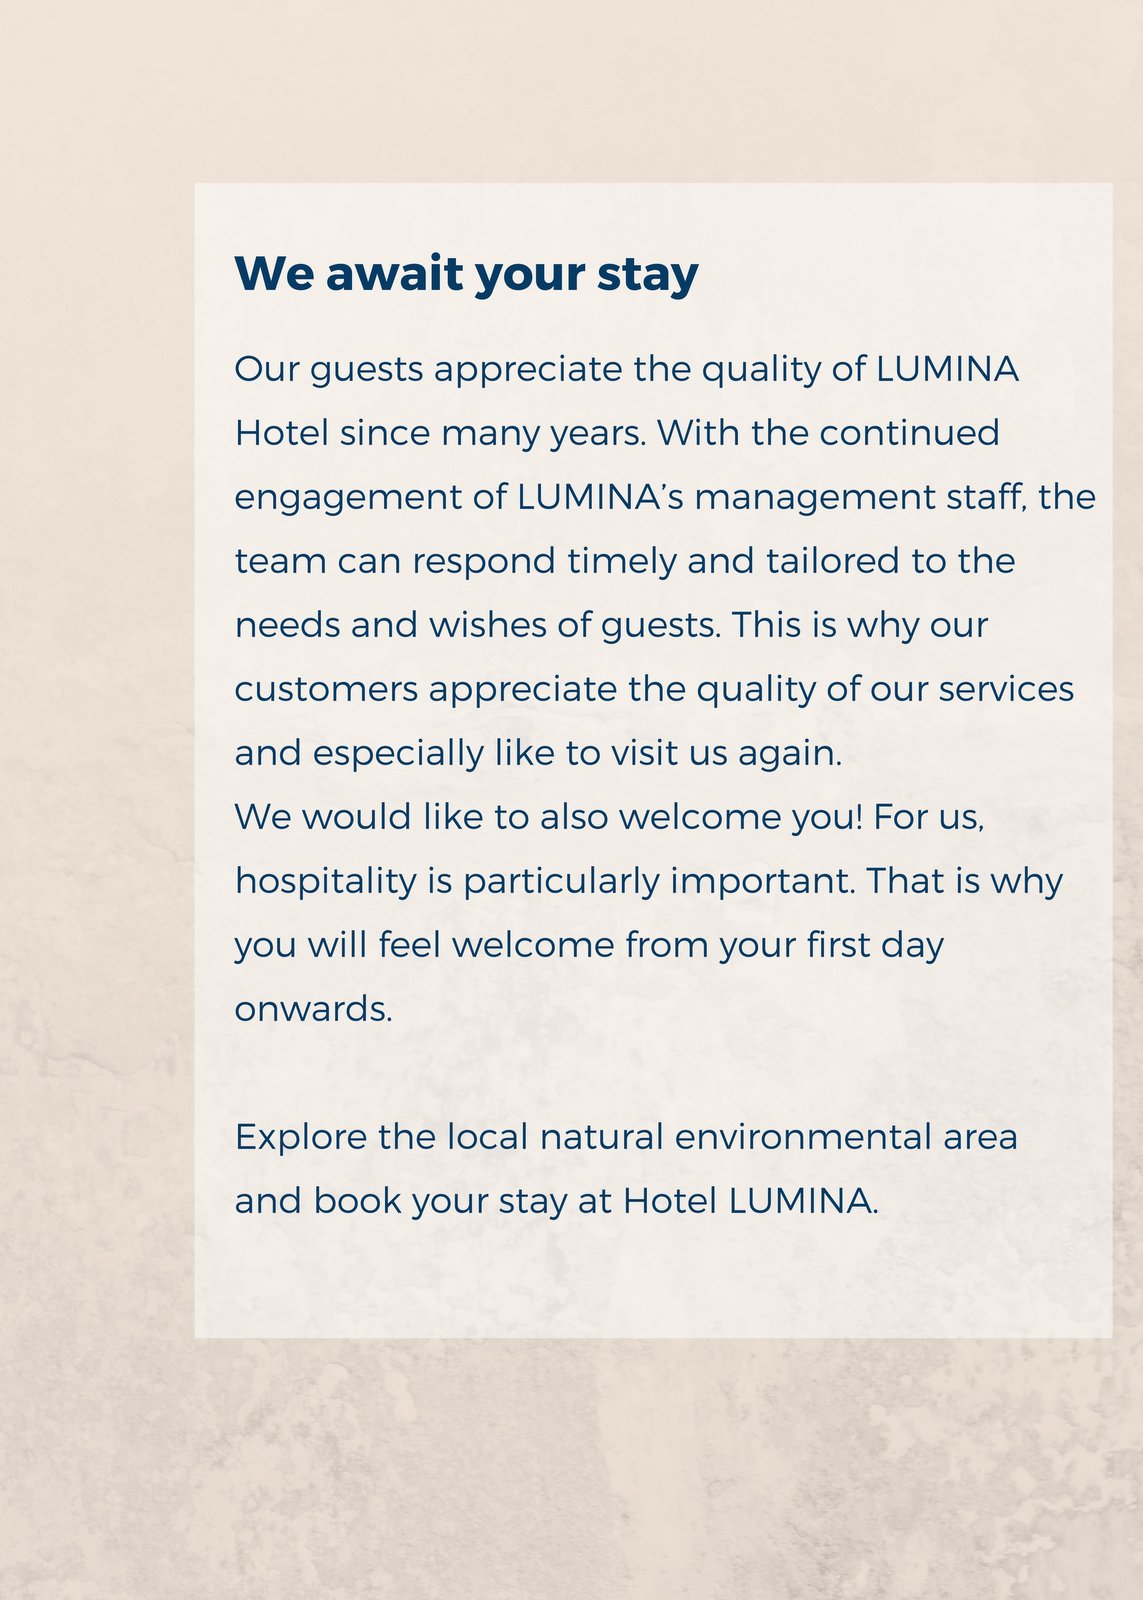 We await your stay
Our guests appreciate the quality of LUMINA
Hotel since many years. With the continued
engagement of LUMINA’s management staff, the
team can respond timely and tailored to the
needs and wishes of guests. This is why our
customers appreciate the quality of our services
and especially like to visit us again.
We would like to also welcome you! For us,
hospitality is particularly important. That is why
you will feel welcome from your first day
onwards.
Explore the local natural environmental area
and book your stay at Hotel LUMINA.